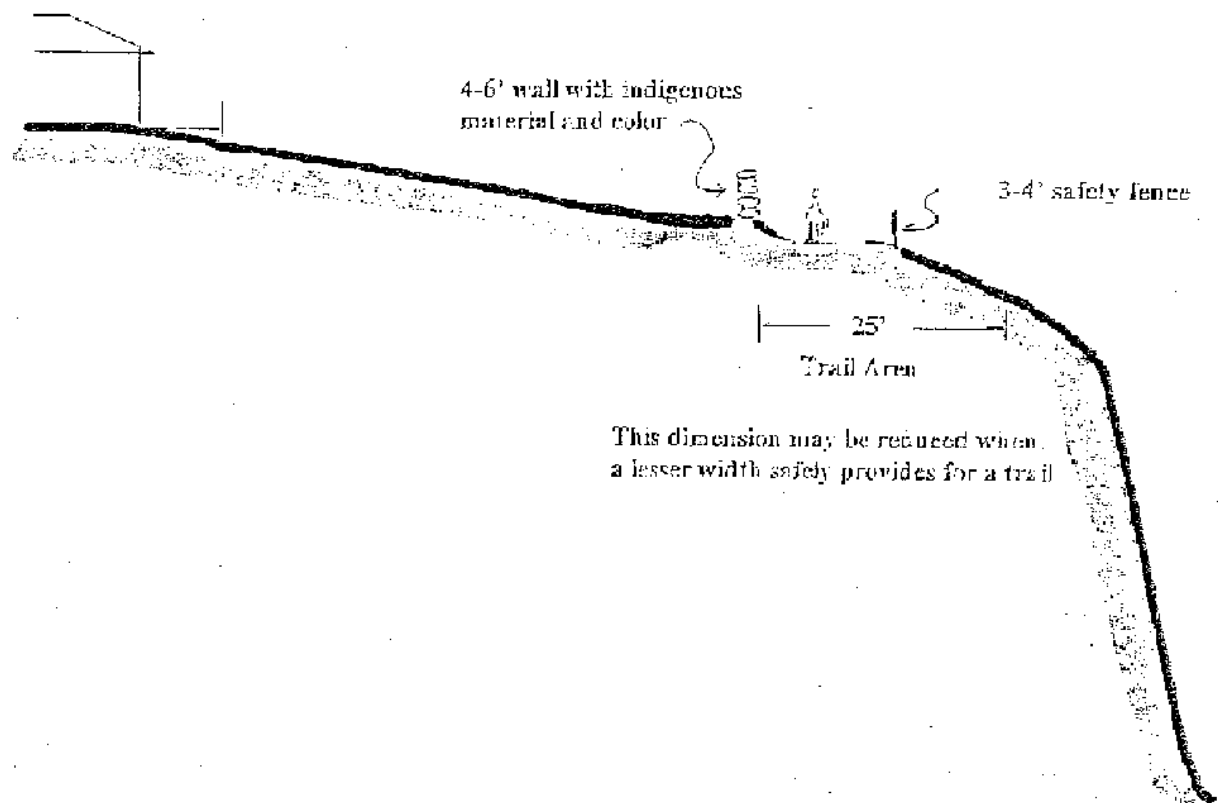 4-6' wall with indigenous
material and color
3-4' safety fence
25'
Trail Area
This dimension may be reduced when
a lesser width safely provides for a trail